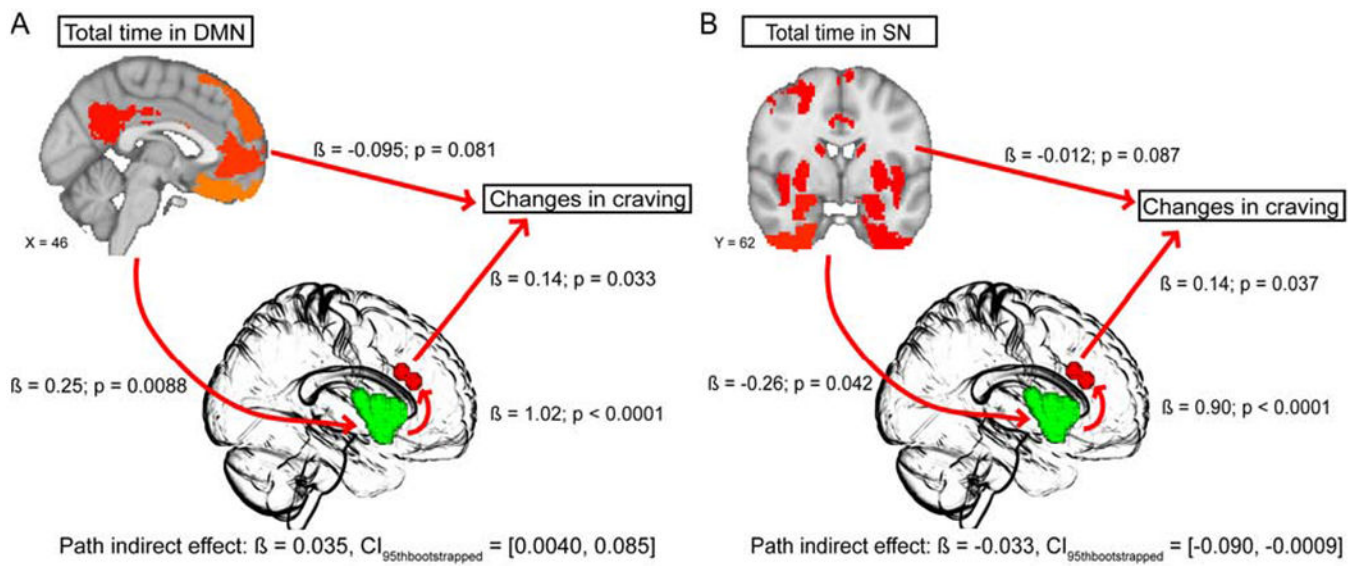 A
Total time in DMN
ß = -0.095; p = 0.081
Changes in craving
X = 46
ß = 0.14; p = 0.033
ß = 0.25; p = 0.0088
ß = 1.02; p < 0.0001
Path indirect effect: ß = 0.035, CI95thbootstrapped = [0.0040, 0.085]
B
Total time in SN
ß = -0.012; p = 0.087
Changes in craving
Y = 62
ß = 0.14; p = 0.037
ß = -0.26; p = 0.042
ß = 0.90; p < 0.0001
Path indirect effect: ß = -0.033, CI95thbootstrapped = [-0.090, -0.0009]